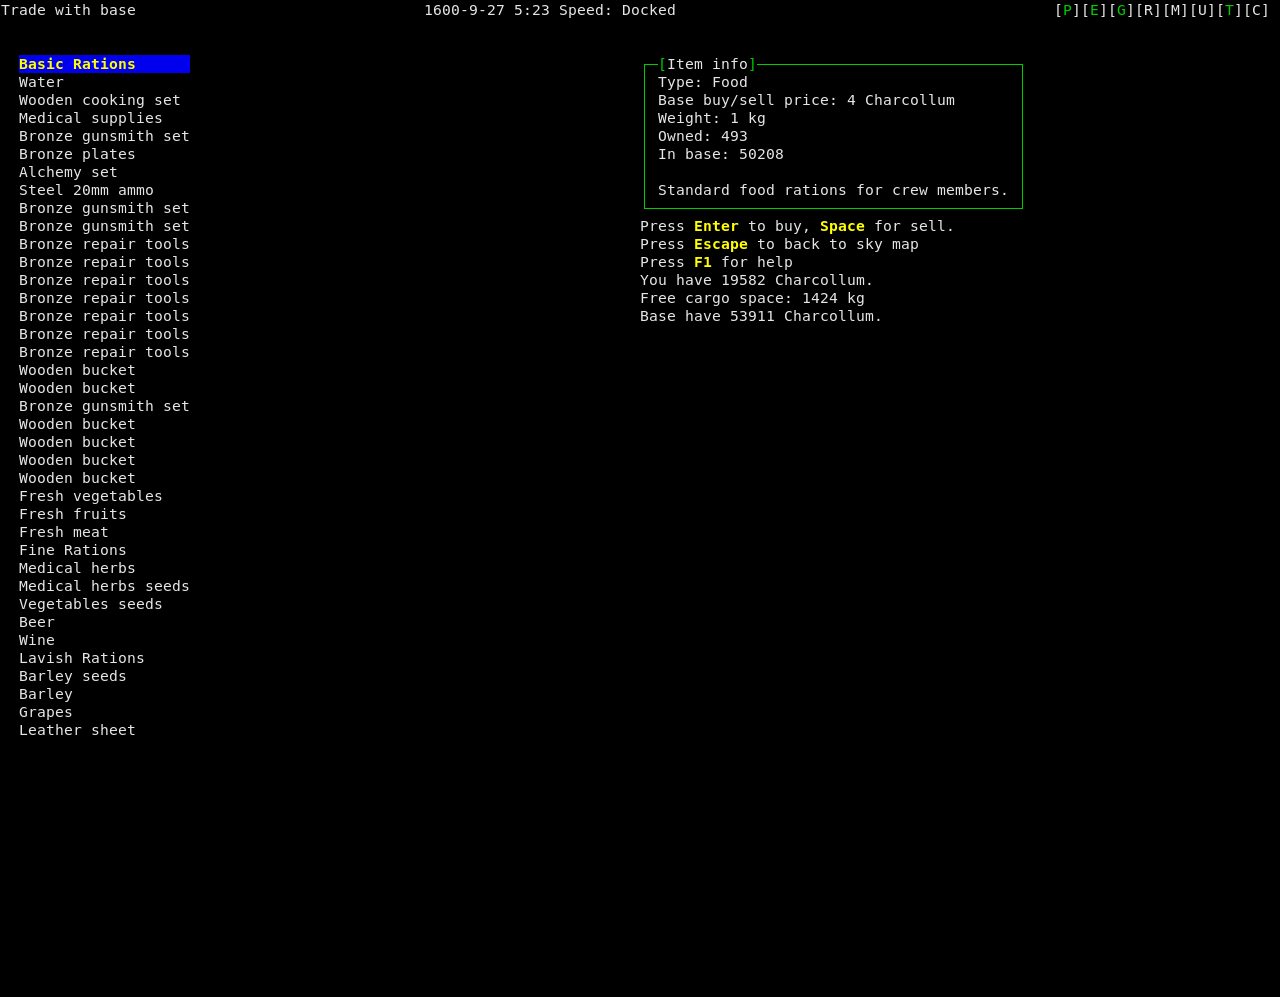 Trade with base 1600-9-27 5:23 Speed: Docked [P][E][G][R][M][U][T][C]
Basic Rations
Water
Wooden cooking set
Medical supplies
Bronze gunsmith set
Bronze plates
Alchemy set
Steel 20mm ammo
Bronze gunsmith set
Bronze gunsmith set
Bronze repair tools
Bronze repair tools
Bronze repair tools
Bronze repair tools
Bronze repair tools
Bronze repair tools
Bronze repair tools
Wooden bucket
Wooden bucket
Bronze gunsmith set
Wooden bucket
Wooden bucket
Wooden bucket
Wooden bucket
Fresh vegetables
Fresh fruits
Fresh meat
Fine Rations
Medical herbs
Medical herbs seeds
Vegetables seeds
Beer
Wine
Lavish Rations
Barley seeds
Barley
Grapes
Leather sheet
[Item info]
Type: Food
Base buy/sell price: 4 Charcollum
Weight: 1 kg
Owned: 493
In base: 50208
Standard food rations for crew members.
Press Enter to buy, Space for sell.
Press Escape to back to sky map
Press F1 for help
You have 19582 Charcollum.
Free cargo space: 1424 kg
Base have 53911 Charcollum.